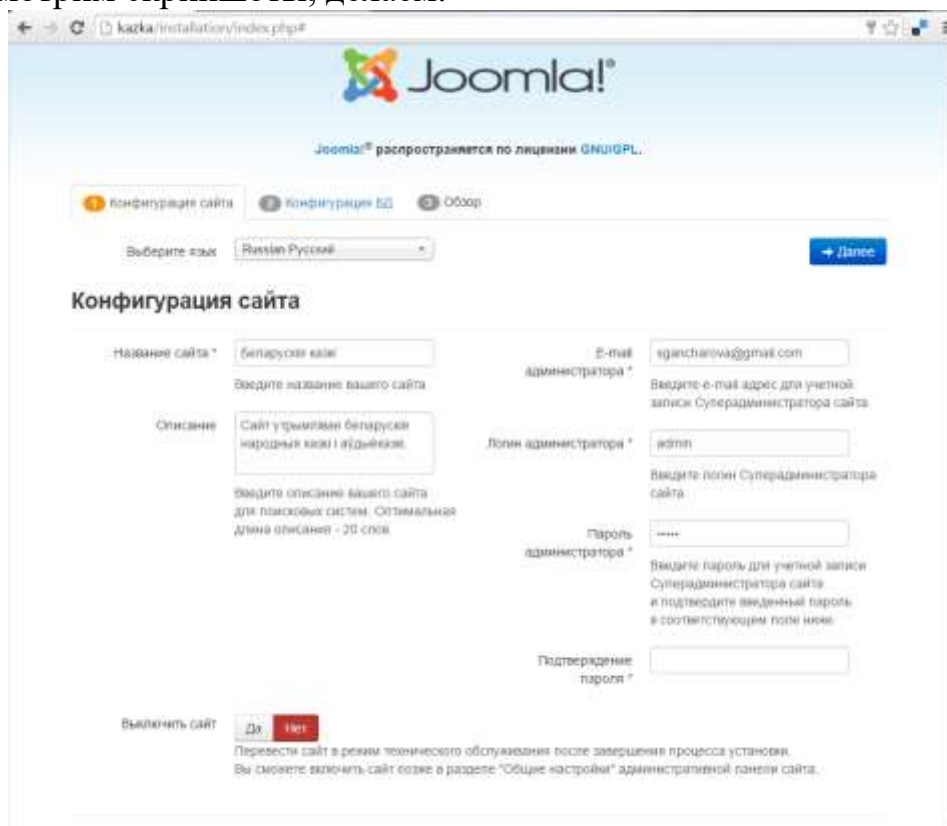 kazka/installation/index.php#
Joomla!®
Joomla!® распространяется по лицензии GNU/GPL.
1 Конфигурация сайта 2 Конфигурация БД 3 Обзор
Выберите язык Russian Русский Далее
Конфигурация сайта
Название сайта * Беларускія казкі
Введите название вашего сайта
E-mail администратора * sgancharova@gmail.com
Введите e-mail адрес для учетной
записи Суперадминистратора сайта
Описание Сайт утрымлівае беларускія
народныя казкі і аўдыёказкі.
Введите описание вашего сайта
для поисковых систем. Оптимальная
длина описания - 20 слов.
Логин администратора * admin
Введите логин Суперадминистратора
сайта
Пароль администратора * •••••
Введите пароль для учетной записи
Суперадминистратора сайта
и подтвердите введенный пароль
в соответствующем поле ниже.
Подтверждение
пароля *
Выключить сайт Да Нет
Перевести сайт в режим технического обслуживания после завершения процесса установки.
Вы сможете включить сайт позже в разделе "Общие настройки" административной панели сайта.